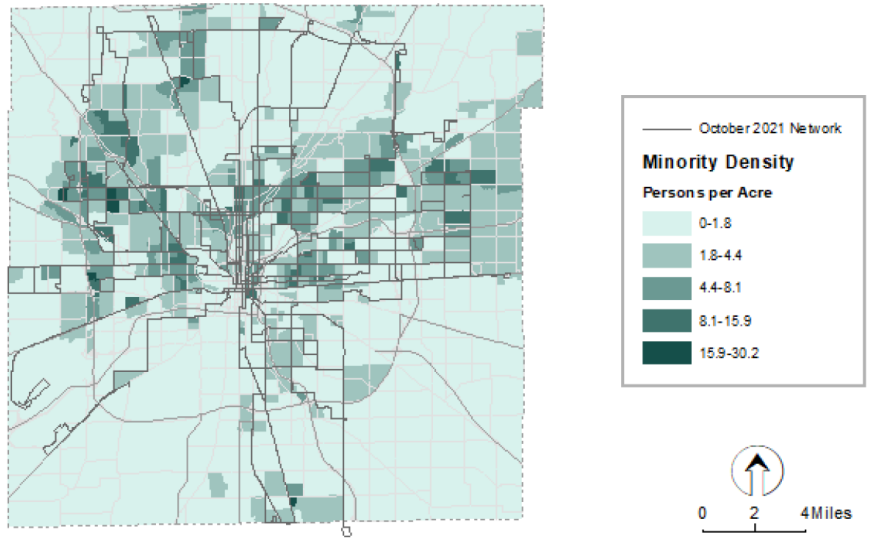 October 2021 Network
Minority Density
Persons per Acre
0-1.8
1.8-4.4
4.4-8.1
8.1-15.9
15.9-30.2
0 2 4 Miles